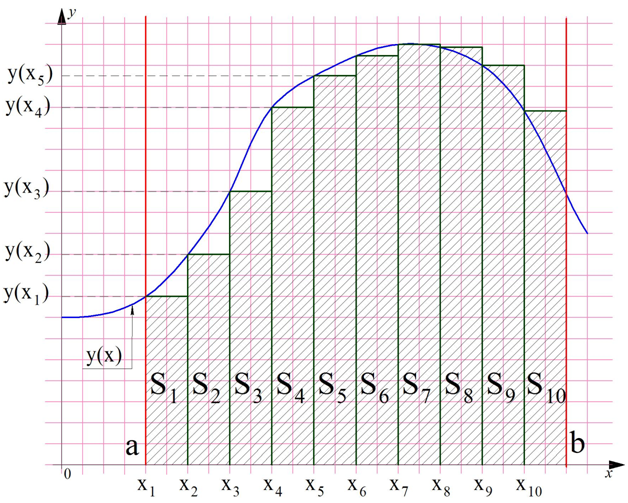 y
y(x₅)
y(x₄)
y(x₃)
y(x₂)
y(x₁)
y(x)
S₁ S₂ S₃ S₄ S₅ S₆ S₇ S₈ S₉ S₁₀
a b
0 x
x₁ x₂ x₃ x₄ x₅ x₆ x₇ x₈ x₉ x₁₀